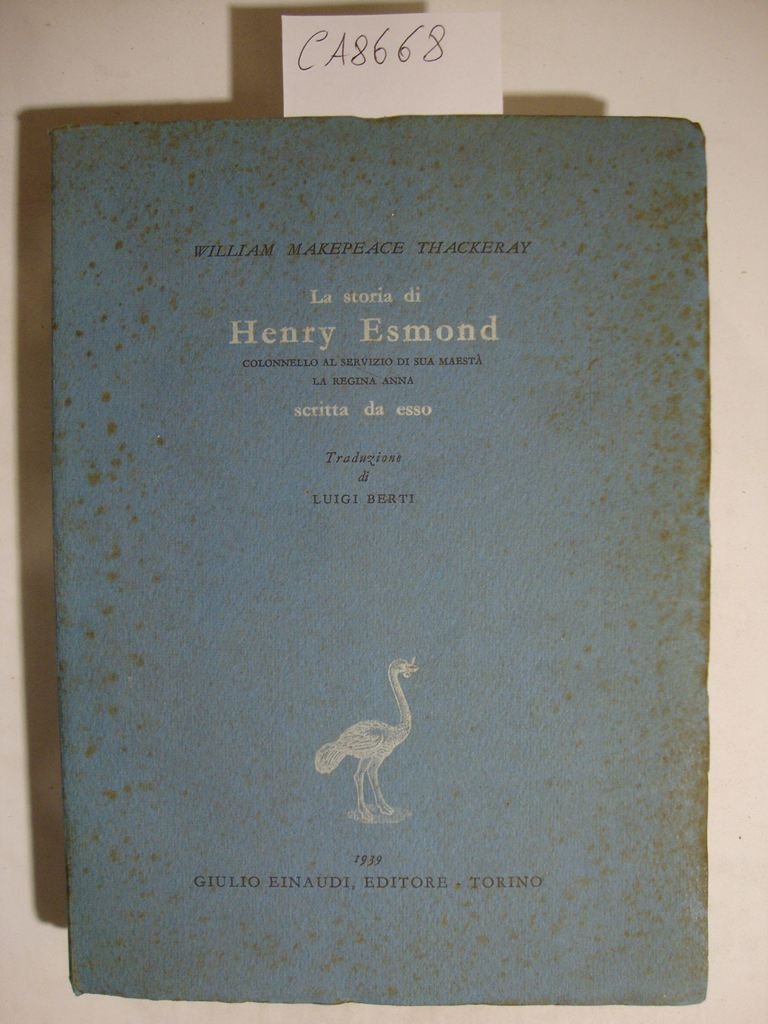 CA8668
WILLIAM MAKEPEACE THACKERAY
La storia di
Henry Esmond
COLONNELLO AL SERVIZIO DI SUA MAESTÀ
LA REGINA ANNA
scritta da esso
Traduzione
di
LUIGI BERTI
1939
GIULIO EINAUDI, EDITORE - TORINO